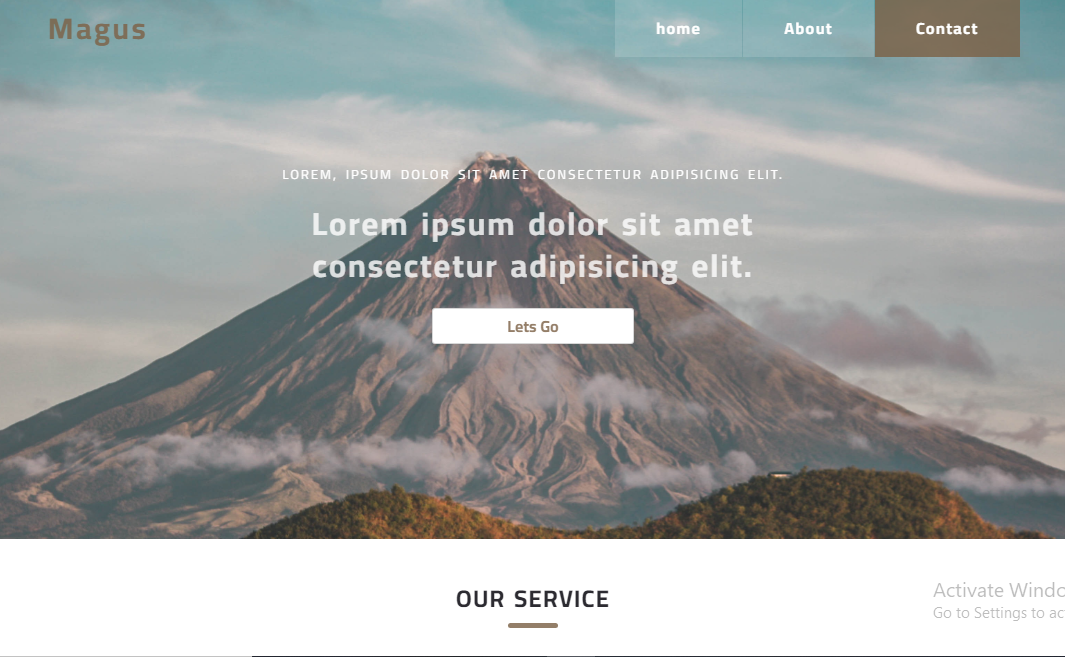 Magus
home
About
Contact
LOREM, IPSUM DOLOR SIT AMET CONSECTETUR ADIPISICING ELIT.
Lorem ipsum dolor sit amet
consectetur adipisicing elit.
Lets Go
OUR SERVICE
Activate Windo
Go to Settings to ac